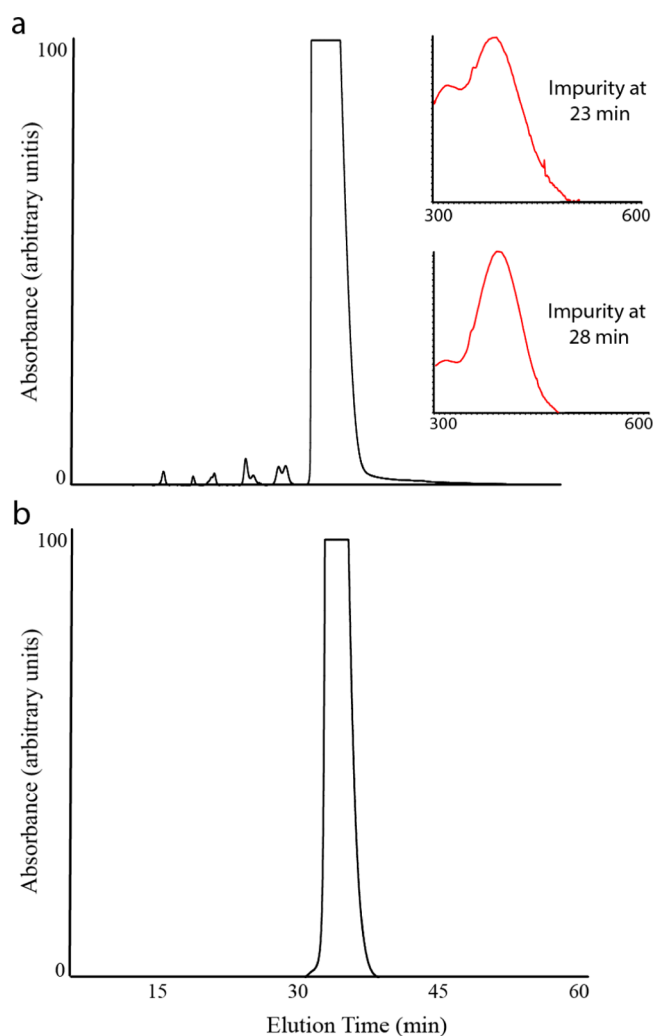 a
100
Absorbance (arbitrary unitis)
0
Impurity at
23 min
300
600
Impurity at
28 min
300
600
b
100
Absorbance (arbitrary units)
0
15
30
45
60
Elution Time (min)